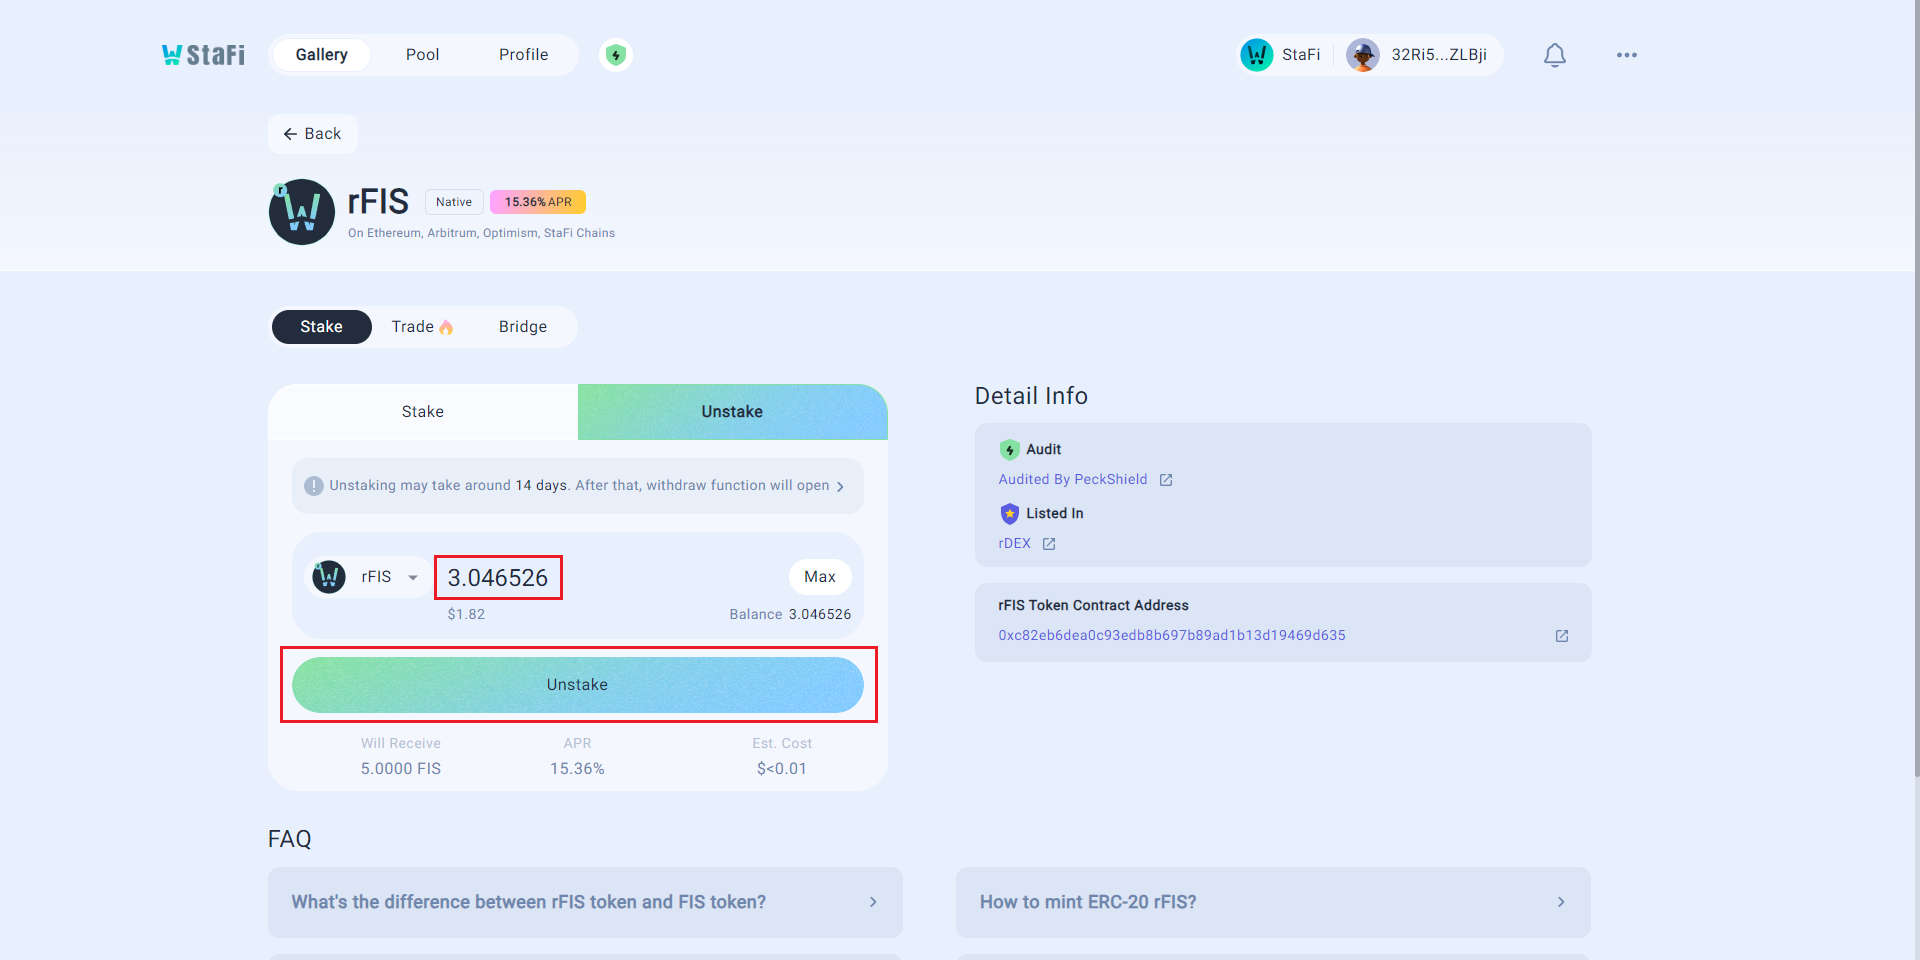 StaFi
Gallery
Pool
Profile
StaFi
32Ri5...ZLBji
Back
rFIS
Native
15.36% APR
On Ethereum, Arbitrum, Optimism, StaFi Chains
Stake
Trade
Bridge
Stake
Unstake
Unstaking may take around 14 days. After that, withdraw function will open
rFIS
3.046526
Max
$1.82
Balance 3.046526
Unstake
Will Receive
APR
Est. Cost
5.0000 FIS
15.36%
$<0.01
Detail Info
Audit
Audited By PeckShield
Listed In
rDEX
rFIS Token Contract Address
0xc82eb6dea0c93edb8b697b89ad1b13d19469d635
FAQ
What's the difference between rFIS token and FIS token?
How to mint ERC-20 rFIS?